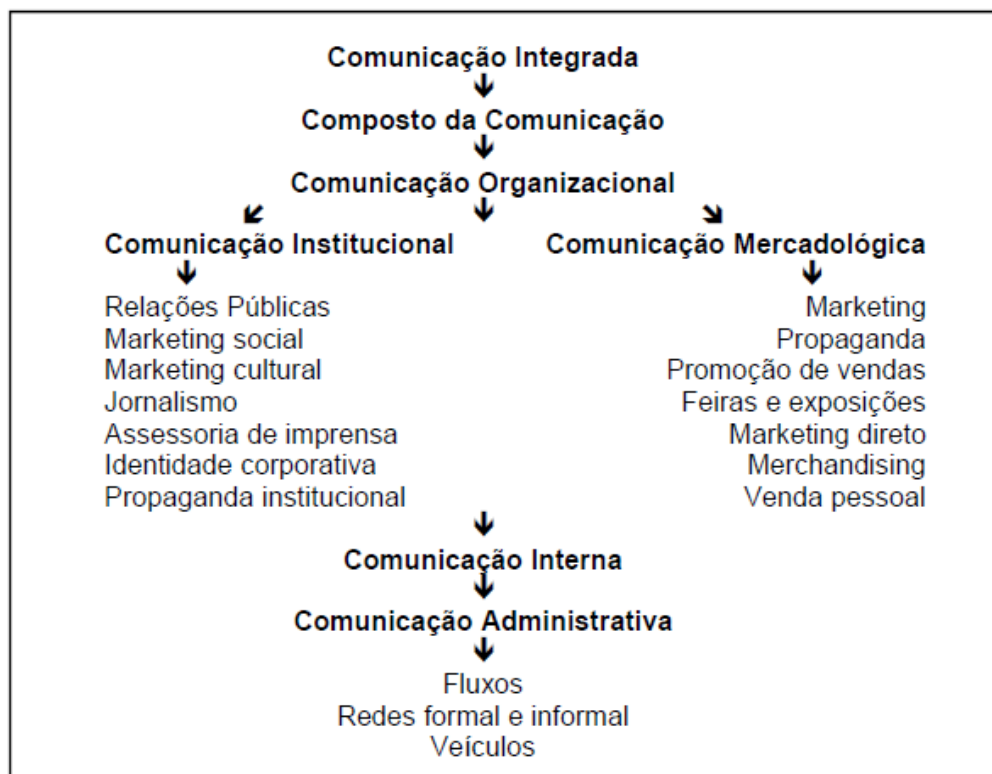 Comunicação Integrada
Composto da Comunicação
Comunicação Organizacional
Comunicação Institucional
Relações Públicas
Marketing social
Marketing cultural
Jornalismo
Assessoria de imprensa
Identidade corporativa
Propaganda institucional
Comunicação Mercadológica
Marketing
Propaganda
Promoção de vendas
Feiras e exposições
Marketing direto
Merchandising
Venda pessoal
Comunicação Interna
Comunicação Administrativa
Fluxos
Redes formal e informal
Veículos